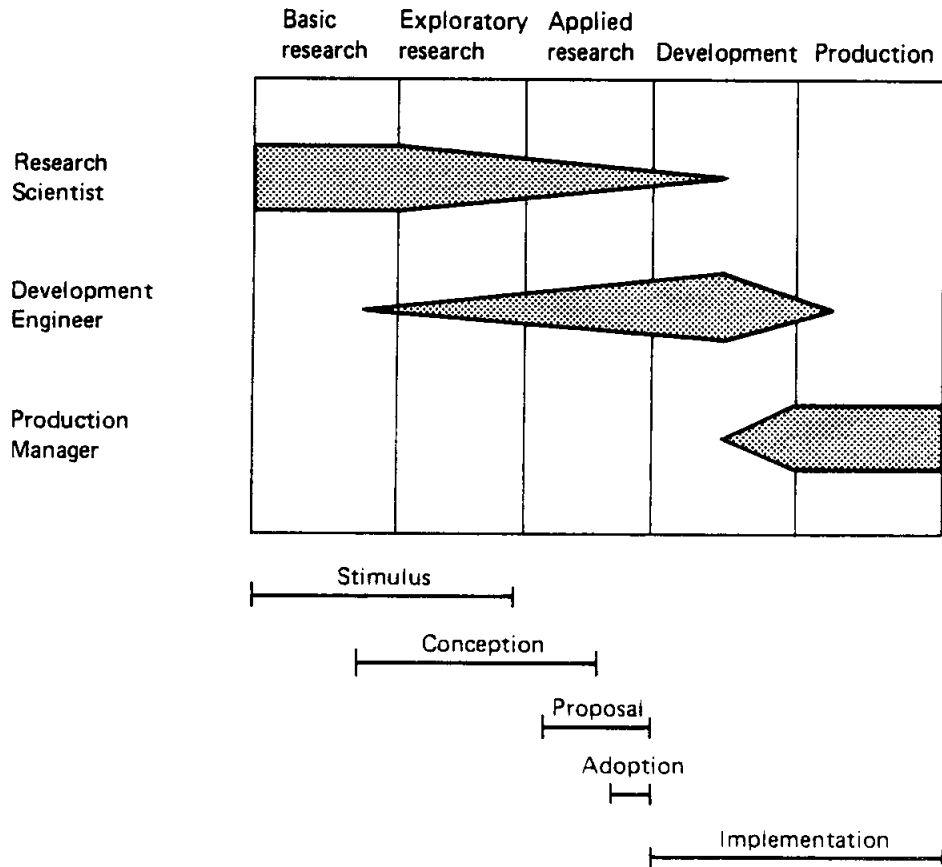 Basic Exploratory Applied
research research research Development Production
Research
Scientist
Development
Engineer
Production
Manager
Stimulus
Conception
Proposal
Adoption
Implementation